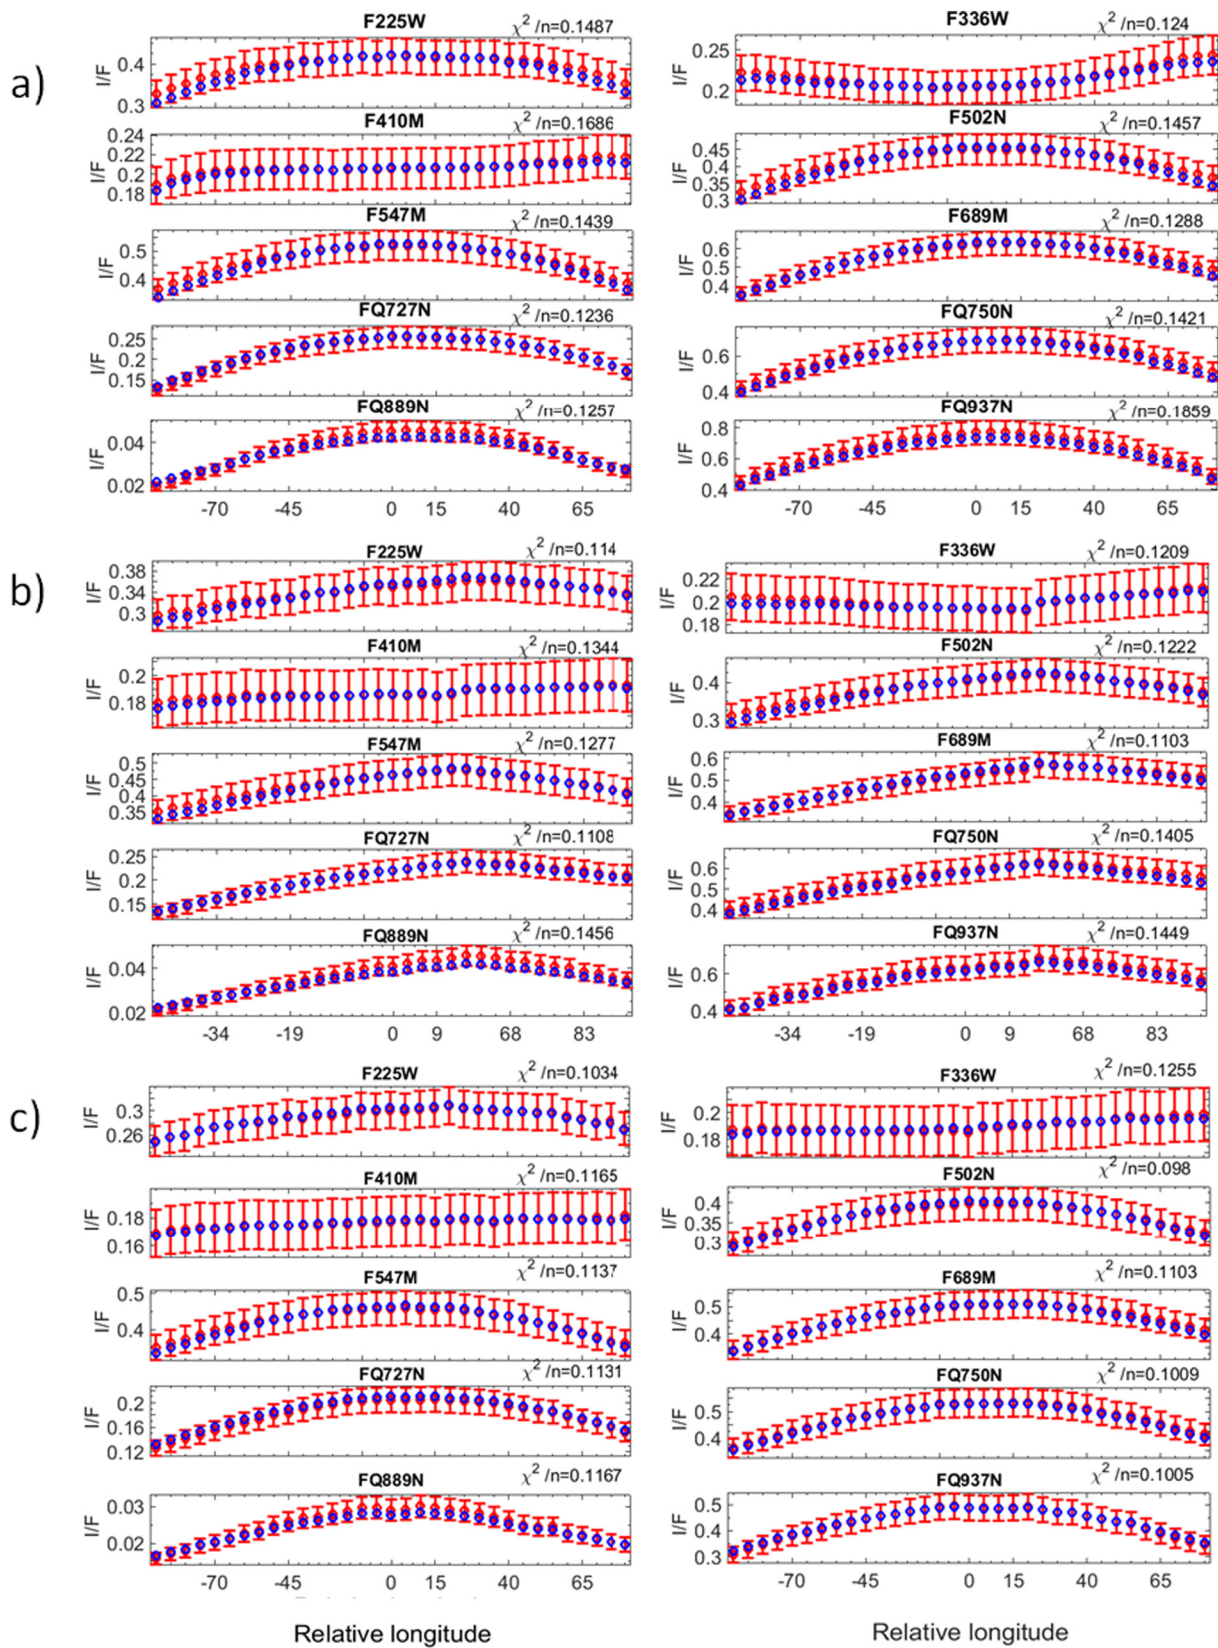 a)
F225W
χ² /n=0.1487
I/F
0.4
0.3
F410M
χ² /n=0.1686
I/F
0.24
0.22
0.2
0.18
F547M
χ² /n=0.1439
I/F
0.5
0.4
FQ727N
χ² /n=0.1236
I/F
0.25
0.2
0.15
FQ889N
χ² /n=0.1257
I/F
0.04
0.02
-70 -45 0 15 40 65
F336W
χ² /n=0.124
I/F
0.25
0.2
F502N
χ² /n=0.1457
I/F
0.45
0.4
0.35
0.3
F689M
χ² /n=0.1288
I/F
0.6
0.5
0.4
FQ750N
χ² /n=0.1421
I/F
0.6
0.4
FQ937N
χ² /n=0.1859
I/F
0.8
0.6
0.4
-70 -45 0 15 40 65
b)
F225W
χ² /n=0.114
I/F
0.38
0.34
0.3
F410M
χ² /n=0.1344
I/F
0.2
0.18
F547M
χ² /n=0.1277
I/F
0.5
0.45
0.4
0.35
FQ727N
χ² /n=0.1108
I/F
0.25
0.2
0.15
FQ889N
χ² /n=0.1456
I/F
0.04
0.02
-34 -19 0 9 68 83
F336W
χ² /n=0.1209
I/F
0.22
0.2
0.18
F502N
χ² /n=0.1222
I/F
0.4
0.3
F689M
χ² /n=0.1103
I/F
0.6
0.5
0.4
FQ750N
χ² /n=0.1405
I/F
0.6
0.5
0.4
FQ937N
χ² /n=0.1449
I/F
0.6
0.4
-34 -19 0 9 68 83
c)
F225W
χ² /n=0.1034
I/F
0.3
0.26
F410M
χ² /n=0.1165
I/F
0.18
0.16
F547M
χ² /n=0.1137
I/F
0.5
0.4
FQ727N
χ² /n=0.1131
I/F
0.2
0.16
0.12
FQ889N
χ² /n=0.1167
I/F
0.03
0.02
-70 -45 0 15 40 65
Relative longitude
F336W
χ² /n=0.1255
I/F
0.2
0.18
F502N
χ² /n=0.098
I/F
0.4
0.35
0.3
F689M
χ² /n=0.1103
I/F
0.5
0.4
FQ750N
χ² /n=0.1009
I/F
0.5
0.4
FQ937N
χ² /n=0.1005
I/F
0.5
0.4
0.3
-70 -45 0 15 40 65
Relative longitude